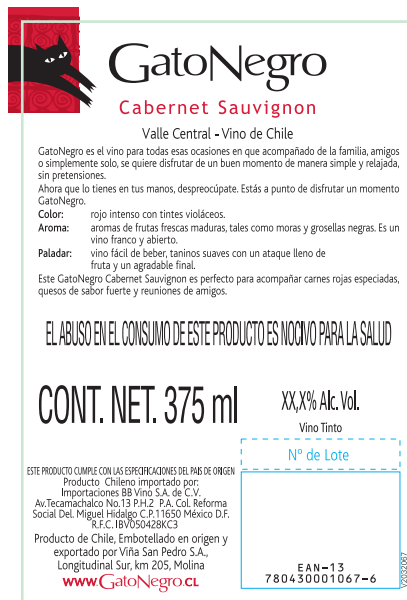 GatoNegro
Cabernet Sauvignon
Valle Central - Vino de Chile
GatoNegro es el vino para todas esas ocasiones en que acompañado de la familia, amigos
o simplemente solo, se quiere disfrutar de un buen momento de manera simple y relajada,
sin pretensiones.
Ahora que lo tienes en tus manos, despreocúpate. Estás a punto de disfrutar un momento
GatoNegro.
Color: rojo intenso con tintes violáceos.
Aroma: aromas de frutas frescas maduras, tales como moras y grosellas negras. Es un
vino franco y abierto.
Paladar: vino fácil de beber, taninos suaves con un ataque lleno de
fruta y un agradable final.
Este GatoNegro Cabernet Sauvignon es perfecto para acompañar carnes rojas especiadas,
quesos de sabor fuerte y reuniones de amigos.
EL ABUSO EN EL CONSUMO DE ESTE PRODUCTO ES NOCIVO PARA LA SALUD
CONT. NET. 375 ml
XX,X% Alc. Vol.
Vino Tinto
N° de Lote
ESTE PRODUCTO CUMPLE CON LAS ESPECIFICACIONES DEL PAIS DE ORIGEN
Producto Chileno importado por:
Importaciones BB Vino S.A. de C.V.
Av.Tecamachalco No.13 P.H.2 P.A. Col. Reforma
Social Del. Miguel Hidalgo C.P.11650 México D.F.
R.F.C. IBV050428KC3
Producto de Chile, Embotellado en origen y
exportado por Viña San Pedro S.A.,
Longitudinal Sur, km 205, Molina
www.GatoNegro.CL
EAN-13
780430001067-6
V2032067